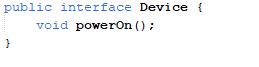 public interface Device {
    void powerOn();
}